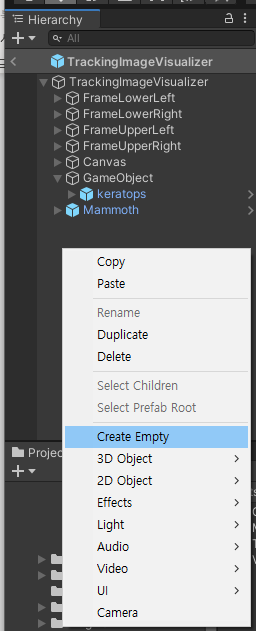 Hierarchy
All
TrackingImageVisualizer
TrackingImageVisualizer
FrameLowerLeft
FrameLowerRight
FrameUpperLeft
FrameUpperRight
Canvas
GameObject
keratops
Mammoth
Copy
Paste
Rename
Duplicate
Delete
Select Children
Select Prefab Root
Create Empty
3D Object
2D Object
Effects
Light
Audio
Video
UI
Camera
Projec